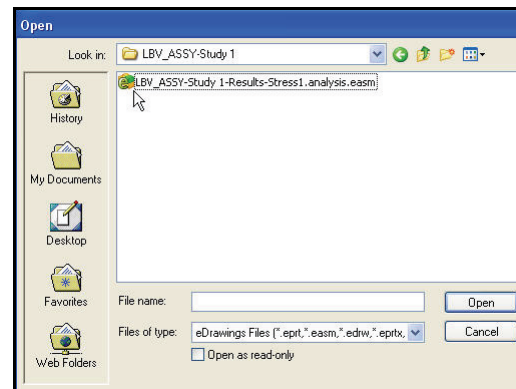 Open
Look in: LBV_ASSY-Study 1
LBV_ASSY-Study 1-Results-Stress1.analysis.easm
History
My Documents
Desktop
Favorites
Web Folders
File name: Open
Files of type: eDrawings Files (*.eprt,*.easm,*.edrw,*.eprtx, Cancel
Open as read-only